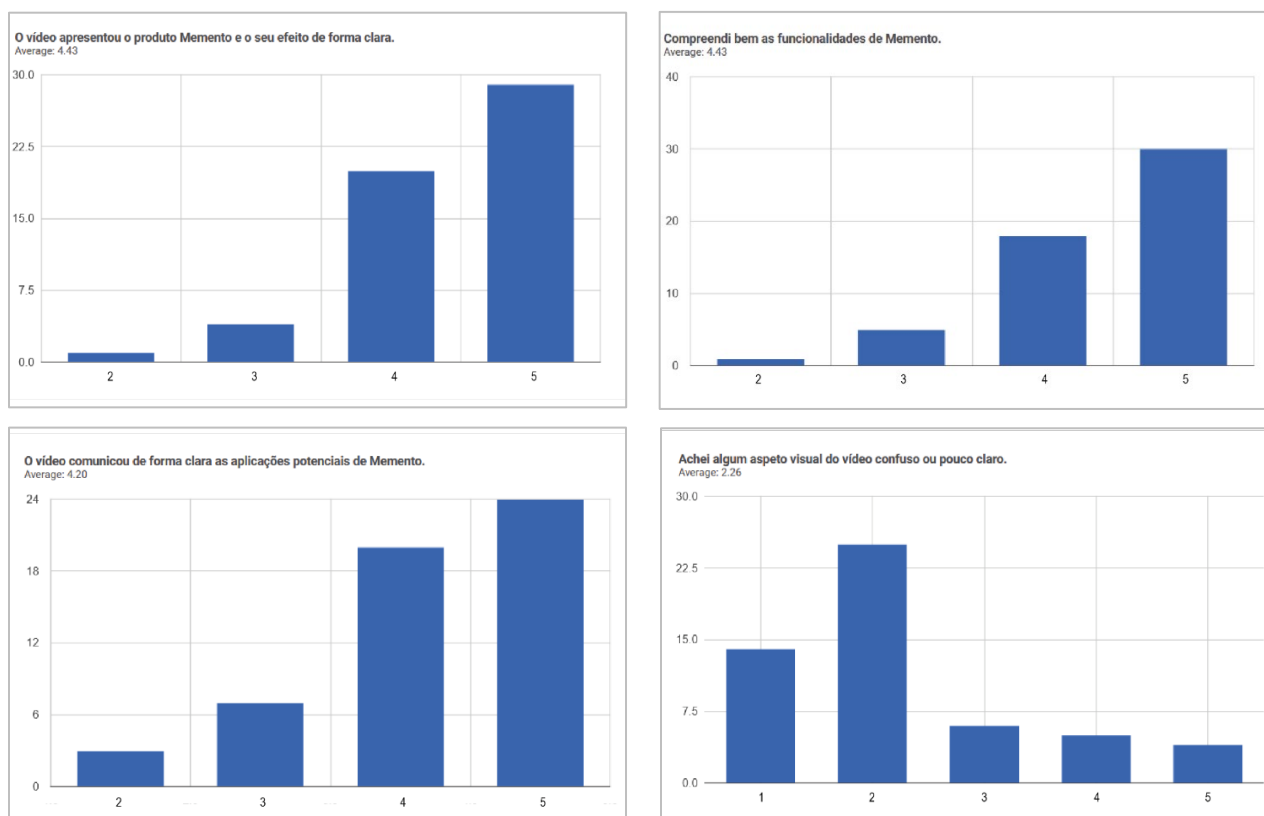 O vídeo apresentou o produto Memento e o seu efeito de forma clara.
Average: 4.43
30.0
22.5
15.0
7.5
0.0
2 3 4 5
Compreendi bem as funcionalidades de Memento.
Average: 4.43
40
30
20
10
0
2 3 4 5
O vídeo comunicou de forma clara as aplicações potenciais de Memento.
Average: 4.20
24
18
12
6
0
2 3 4 5
Achei algum aspeto visual do vídeo confuso ou pouco claro.
Average: 2.26
30.0
22.5
15.0
7.5
0.0
1 2 3 4 5